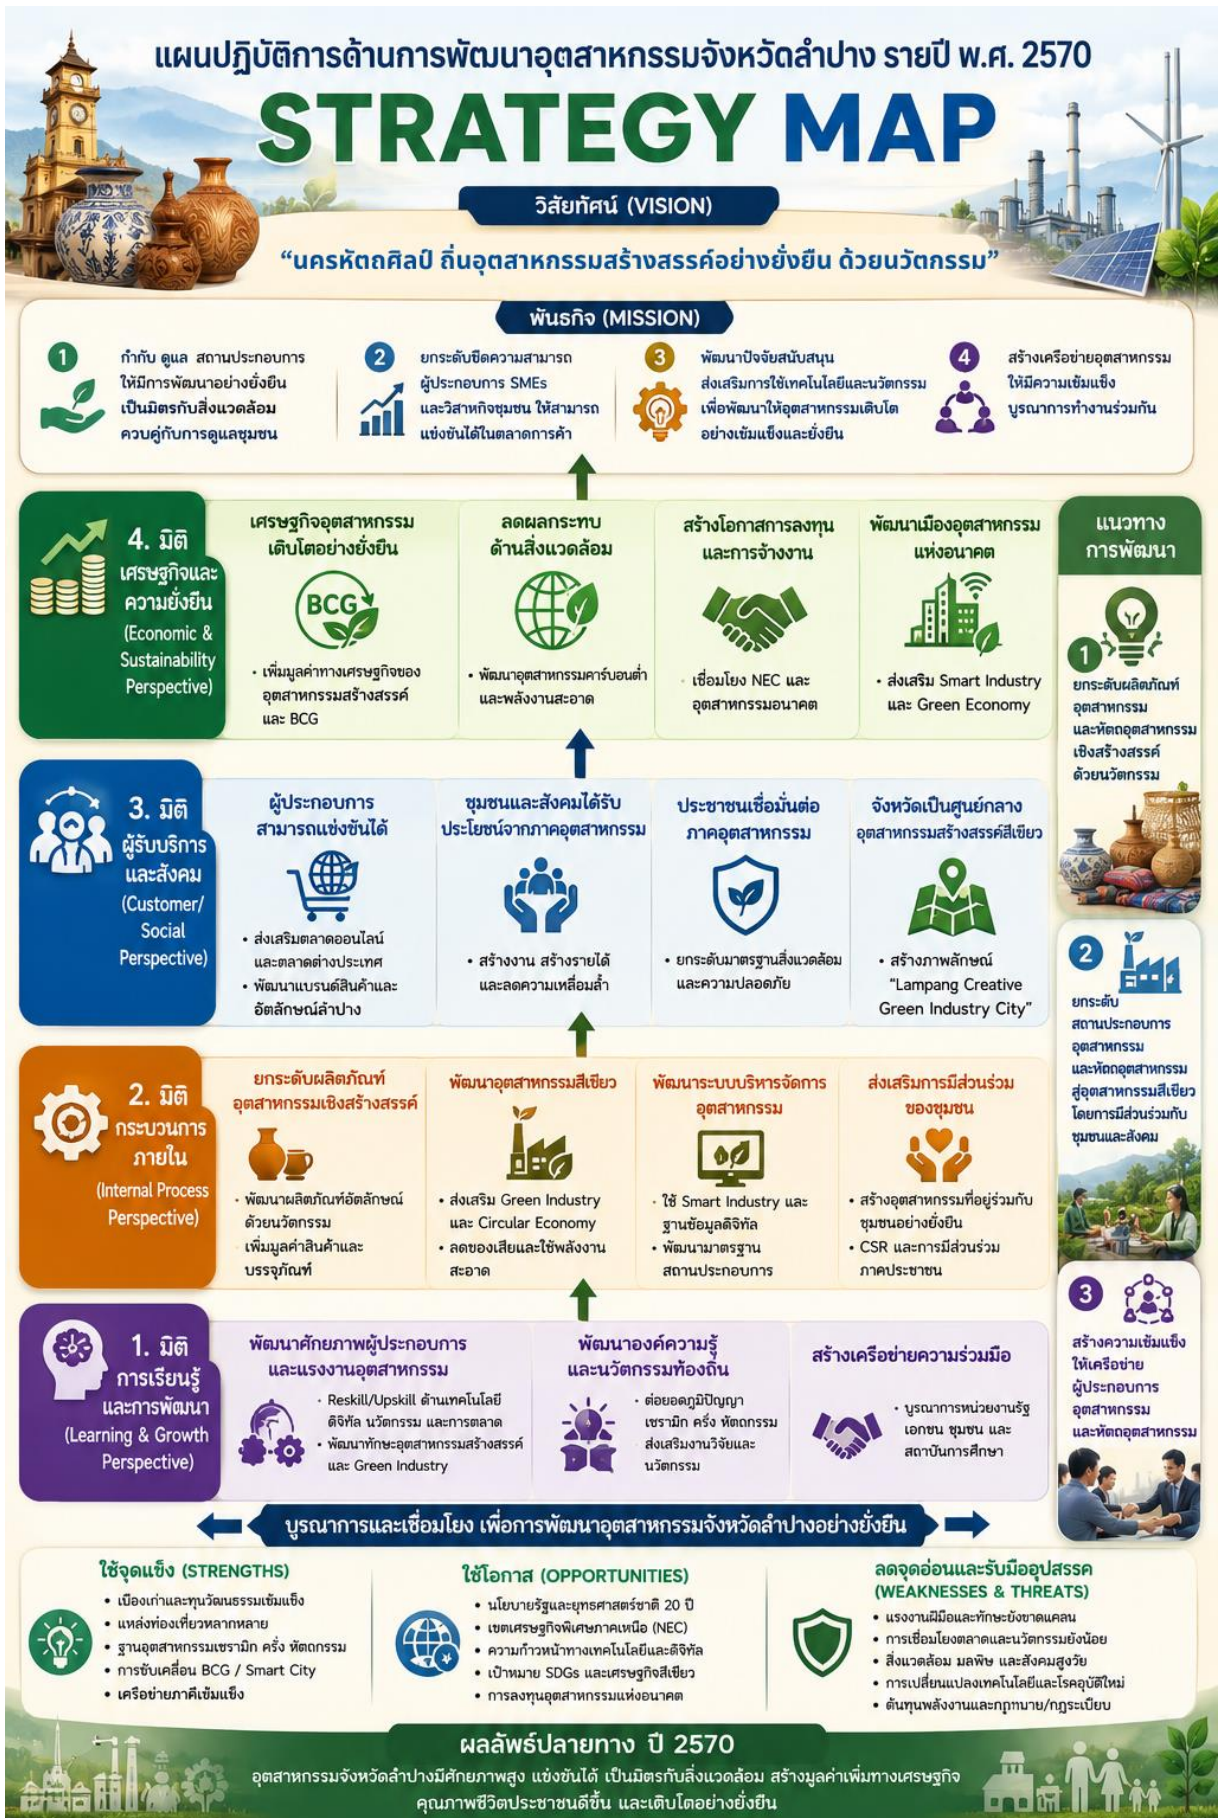 แผนปฏิบัติการด้านการพัฒนาอุตสาหกรรมจังหวัดลำปาง รายปี พ.ศ. 2570
STRATEGY MAP
วิสัยทัศน์ (VISION)
“นครหัตถศิลป์ ถิ่นอุตสาหกรรมสร้างสรรค์อย่างยั่งยืน ด้วยนวัตกรรม”
พันธกิจ (MISSION)
1
กำกับ ดูแล สถานประกอบการ
ให้มีการพัฒนาอย่างยั่งยืน
เป็นมิตรกับสิ่งแวดล้อม
ควบคู่กับการดูแลชุมชน
2
ยกระดับขีดความสามารถ
ผู้ประกอบการ SMEs
และวิสาหกิจชุมชน ให้สามารถ
แข่งขันได้ในตลาดการค้า
3
พัฒนาปัจจัยสนับสนุน
ส่งเสริมการใช้เทคโนโลยีและนวัตกรรม
เพื่อพัฒนาให้อุตสาหกรรมเติบโต
อย่างเข้มแข็งและยั่งยืน
4
สร้างเครือข่ายอุตสาหกรรม
ให้มีความเข้มแข็ง
บูรณาการทำงานร่วมกัน
4. มิติ
เศรษฐกิจและ
ความยั่งยืน
(Economic &
Sustainability
Perspective)
เศรษฐกิจอุตสาหกรรม
เติบโตอย่างยั่งยืน
BCG
• เพิ่มมูลค่าทางเศรษฐกิจของ
อุตสาหกรรมสร้างสรรค์
และ BCG
ลดผลกระทบ
ด้านสิ่งแวดล้อม
• พัฒนาอุตสาหกรรมคาร์บอนต่ำ
และพลังงานสะอาด
สร้างโอกาสการลงทุน
และการจ้างงาน
• เชื่อมโยง NEC และ
อุตสาหกรรมอนาคต
พัฒนาเมืองอุตสาหกรรม
แห่งอนาคต
• ส่งเสริม Smart Industry
และ Green Economy
3. มิติ
ผู้รับบริการ
และสังคม
(Customer/
Social
Perspective)
ผู้ประกอบการ
สามารถแข่งขันได้
• ส่งเสริมตลาดออนไลน์
และตลาดต่างประเทศ
• พัฒนาแบรนด์สินค้าและ
อัตลักษณ์ลำปาง
ชุมชนและสังคมได้รับ
ประโยชน์จากภาคอุตสาหกรรม
• สร้างงาน สร้างรายได้
และลดความเหลื่อมล้ำ
ประชาชนเชื่อมั่นต่อ
ภาคอุตสาหกรรม
• ยกระดับมาตรฐานสิ่งแวดล้อม
และความปลอดภัย
จังหวัดเป็นศูนย์กลาง
อุตสาหกรรมสร้างสรรค์สีเขียว
• สร้างภาพลักษณ์
“Lampang Creative
Green Industry City”
2. มิติ
กระบวนการ
ภายใน
(Internal Process
Perspective)
ยกระดับผลิตภัณฑ์
อุตสาหกรรมเชิงสร้างสรรค์
• พัฒนาผลิตภัณฑ์อัตลักษณ์
ด้วยนวัตกรรม
• เพิ่มมูลค่าสินค้าและ
บรรจุภัณฑ์
พัฒนาอุตสาหกรรมสีเขียว
• ส่งเสริม Green Industry
และ Circular Economy
• ลดของเสียและใช้พลังงาน
สะอาด
พัฒนาระบบบริหารจัดการ
อุตสาหกรรม
• ใช้ Smart Industry และ
ฐานข้อมูลดิจิทัล
• พัฒนามาตรฐาน
สถานประกอบการ
ส่งเสริมการมีส่วนร่วม
ของชุมชน
• สร้างอุตสาหกรรมที่อยู่ร่วมกับ
ชุมชนอย่างยั่งยืน
• CSR และการมีส่วนร่วม
ภาคประชาชน
1. มิติ
การเรียนรู้
และการพัฒนา
(Learning & Growth
Perspective)
พัฒนาศักยภาพผู้ประกอบการ
และแรงงานอุตสาหกรรม
• Reskill/Upskill ด้านเทคโนโลยี
ดิจิทัล นวัตกรรม และการตลาด
• พัฒนาทักษะอุตสาหกรรมสร้างสรรค์
และ Green Industry
พัฒนาองค์ความรู้
และนวัตกรรมท้องถิ่น
• ต่อยอดภูมิปัญญา
เซรามิก ครั่ง หัตถกรรม
ส่งเสริมงานวิจัยและ
นวัตกรรม
สร้างเครือข่ายความร่วมมือ
• บูรณาการหน่วยงานรัฐ
เอกชน ชุมชน และ
สถาบันการศึกษา
แนวทาง
การพัฒนา
1
ยกระดับผลิตภัณฑ์
อุตสาหกรรม
และหัตถอุตสาหกรรม
เชิงสร้างสรรค์
ด้วยนวัตกรรม
2
ยกระดับ
สถานประกอบการ
อุตสาหกรรม
และหัตถอุตสาหกรรม
สู่อุตสาหกรรมสีเขียว
โดยการมีส่วนร่วมกับ
ชุมชนและสังคม
3
สร้างความเข้มแข็ง
ให้เครือข่าย
ผู้ประกอบการ
อุตสาหกรรม
และหัตถอุตสาหกรรม
บูรณาการและเชื่อมโยง เพื่อการพัฒนาอุตสาหกรรมจังหวัดลำปางอย่างยั่งยืน
ใช้จุดแข็ง (STRENGTHS)
• เมืองเก่าและทุนวัฒนธรรมเข้มแข็ง
• แหล่งท่องเที่ยวหลากหลาย
• ฐานอุตสาหกรรมเซรามิก ครั่ง หัตถกรรม
• การขับเคลื่อน BCG / Smart City
• เครือข่ายภาคีเข้มแข็ง
ใช้โอกาส (OPPORTUNITIES)
• นโยบายรัฐและยุทธศาสตร์ชาติ 20 ปี
• เขตเศรษฐกิจพิเศษภาคเหนือ (NEC)
• ความก้าวหน้าทางเทคโนโลยีและดิจิทัล
• เป้าหมาย SDGs และเศรษฐกิจสีเขียว
• การลงทุนอุตสาหกรรมแห่งอนาคต
ลดจุดอ่อนและรับมืออุปสรรค
(WEAKNESSES & THREATS)
• แรงงานฝีมือและทักษะยังขาดแคลน
• การเชื่อมโยงตลาดและนวัตกรรมยังน้อย
• สิ่งแวดล้อม มลพิษ และสังคมสูงวัย
• การเปลี่ยนแปลงเทคโนโลยีและโรคอุบัติใหม่
• ต้นทุนพลังงานและกฎหมาย/กฎระเบียบ
ผลลัพธ์ปลายทาง ปี 2570
อุตสาหกรรมจังหวัดลำปางมีศักยภาพสูง แข่งขันได้ เป็นมิตรกับสิ่งแวดล้อม สร้างมูลค่าเพิ่มทางเศรษฐกิจ
คุณภาพชีวิตประชาชนดีขึ้น และเติบโตอย่างยั่งยืน